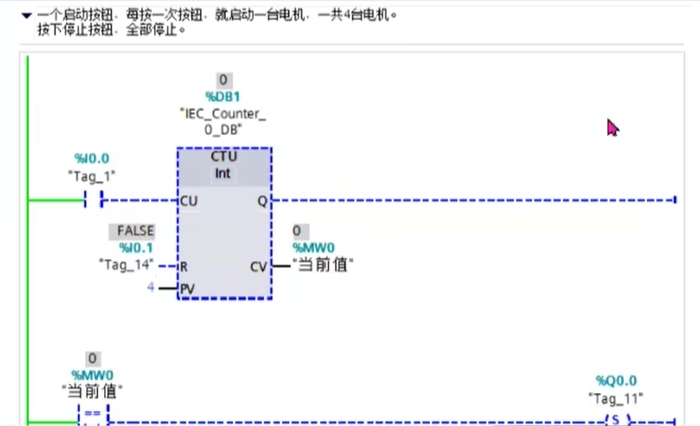 一个启动按钮，每按一次按钮，就启动一台电机，一共4台电机。
按下停止按钮，全部停止。
0
%DB1
"IEC_Counter_
0_DB"
CTU
Int
%I0.0
"Tag_1"
CU
Q
FALSE
%I0.1
"Tag_14"
R
0
%MW0
CV
"当前值"
4
PV
0
%MW0
"当前值"
==
%Q0.0
"Tag_11"
S